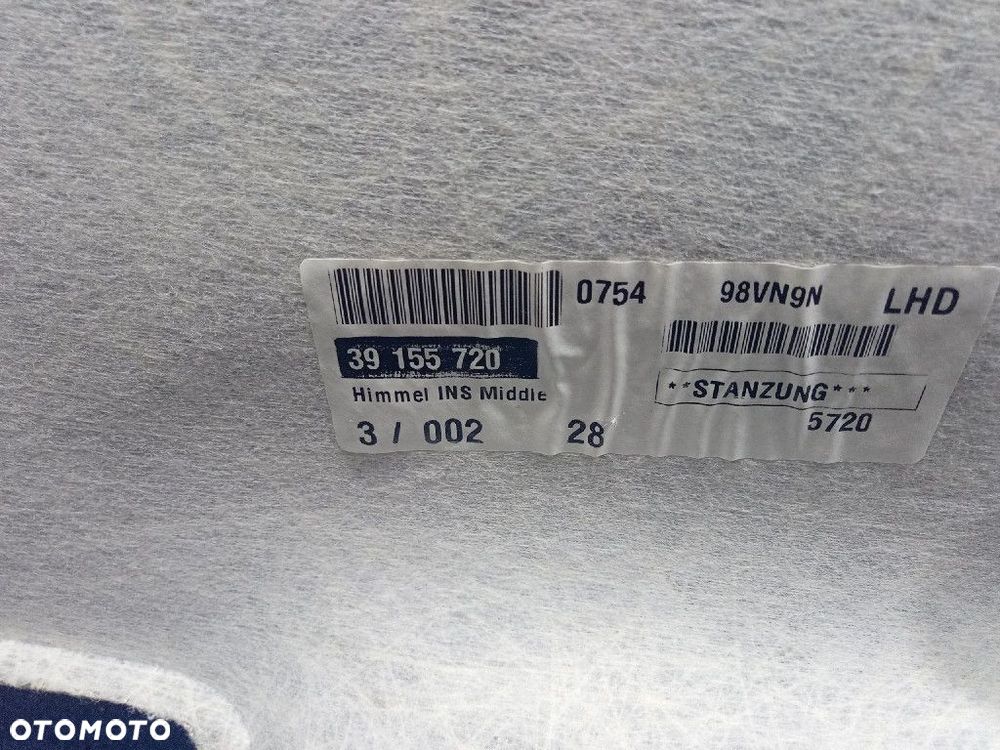 0754 98VN9N LHD
39 155 720
Himmel INS Middle
**STANZUNG***
3 / 002 28 5720
OTOMOTO